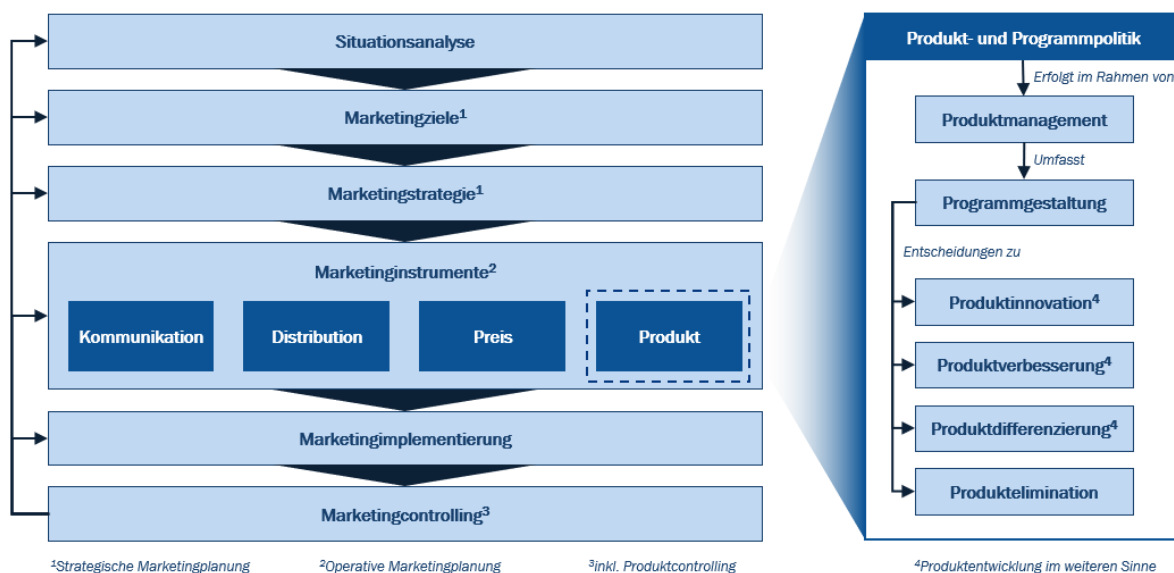 Situationsanalyse
Marketingziele¹
Marketingstrategie¹
Marketinginstrumente²
Kommunikation
Distribution
Preis
Produkt
Marketingimplementierung
Marketingcontrolling³
¹Strategische Marketingplanung
²Operative Marketingplanung
³inkl. Produktcontrolling
Produkt- und Programmpolitik
Erfolgt im Rahmen von
Produktmanagement
Umfasst
Programmgestaltung
Entscheidungen zu
Produktinnovation⁴
Produktverbesserung⁴
Produktdifferenzierung⁴
Produktelimination
⁴Produktentwicklung im weiteren Sinne